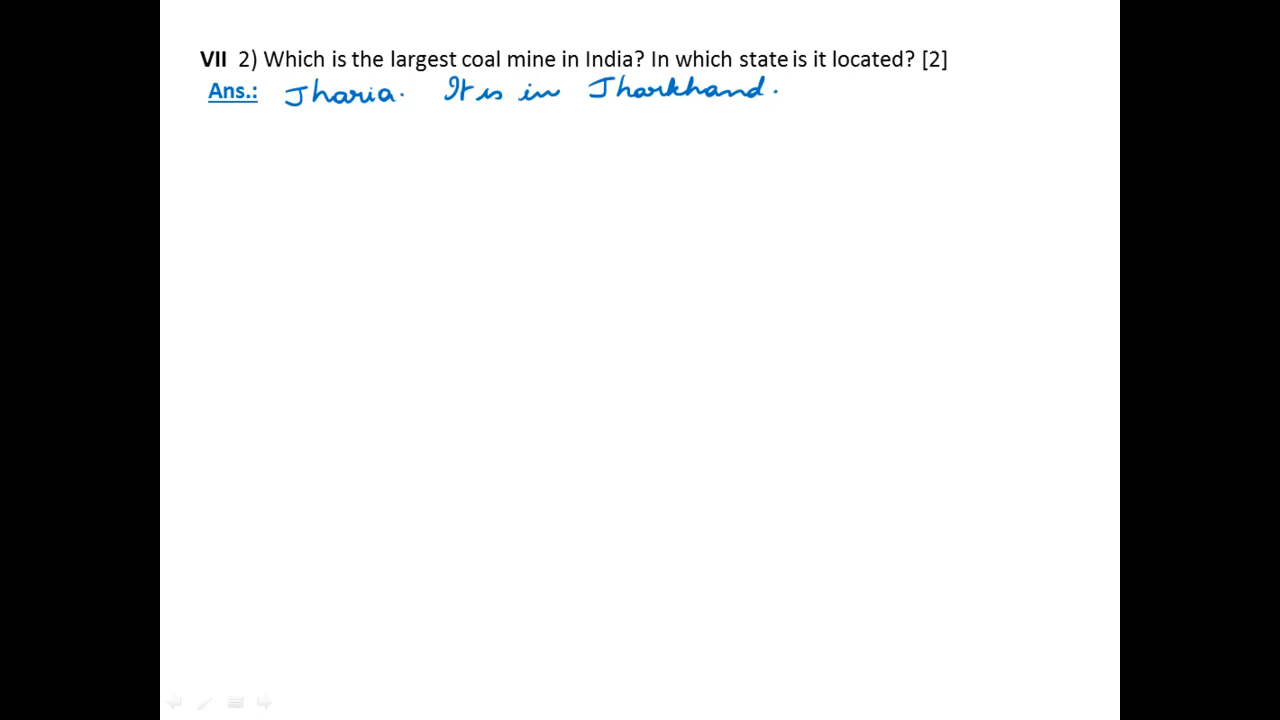 VII 2) Which is the largest coal mine in India? In which state is it located? [2]
Ans.: Jharia. It is in Jharkhand.